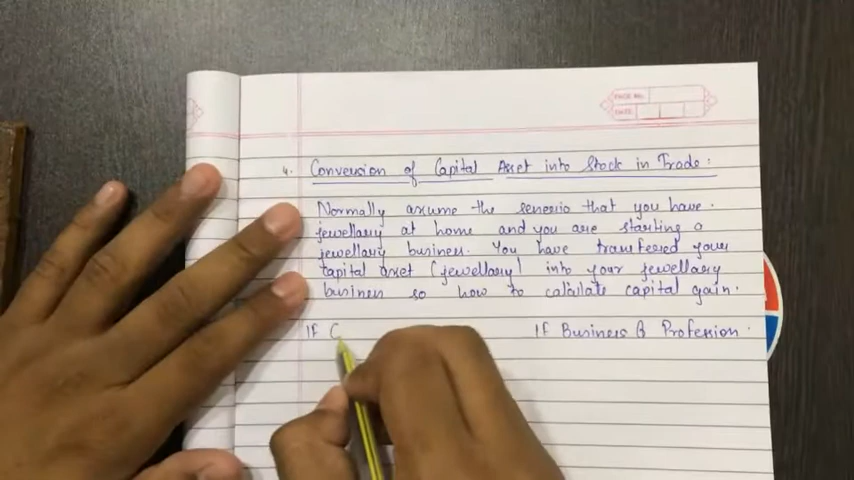 PAGE NO.
DATE
4. Conversion of Capital Asset into Stock in Trade:
Normally assume the senerio that you have
jewellary at home and you are starting a
jewellary business. You have transfered your
capital asset (jewellary) into your jewellary
business so how to calculate capital gain.
IF C IF Business & Profession.